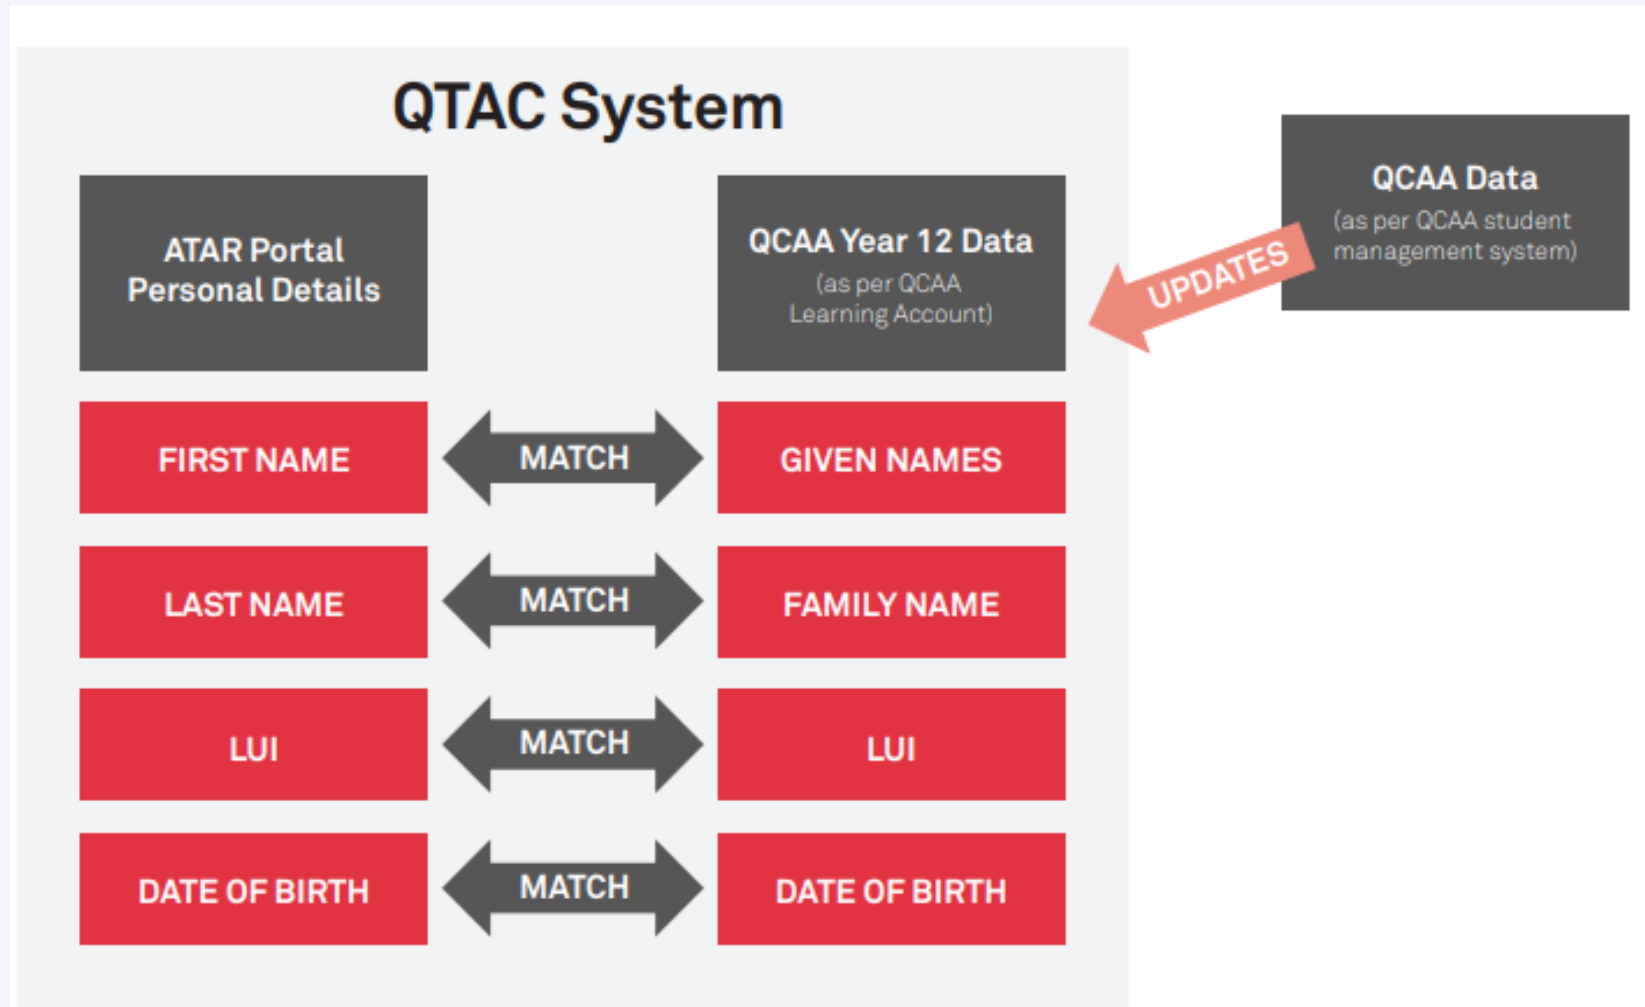 QTAC System
ATAR Portal
Personal Details
QCAA Year 12 Data
(as per QCAA
Learning Account)
UPDATES
QCAA Data
(as per QCAA student
management system)
FIRST NAME
MATCH
GIVEN NAMES
LAST NAME
MATCH
FAMILY NAME
LUI
MATCH
LUI
DATE OF BIRTH
MATCH
DATE OF BIRTH